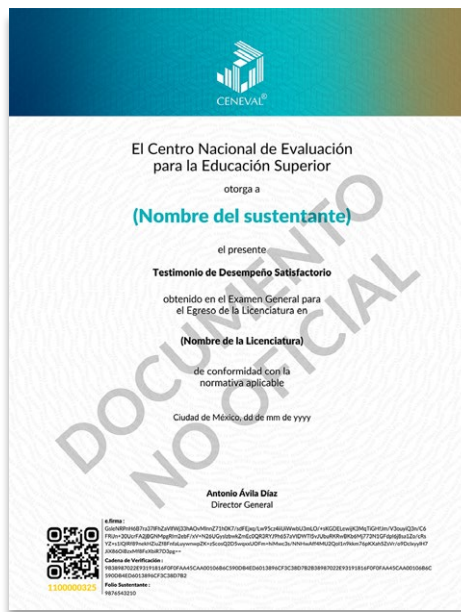 CENEVAL®
El Centro Nacional de Evaluación
para la Educación Superior
otorga a
(Nombre del sustentante)
el presente
Testimonio de Desempeño Satisfactorio
obtenido en el Examen General para
el Egreso de la Licenciatura en
(Nombre de la Licenciatura)
de conformidad con la
normativa aplicable
Ciudad de México, dd de mm de yyyy
DOCUMENTO
NO OFICIAL
Antonio Ávila Díaz
Director General
e.firma:
Cadena de Verificación:
Folio Sustentante:
9876543210
1100000325